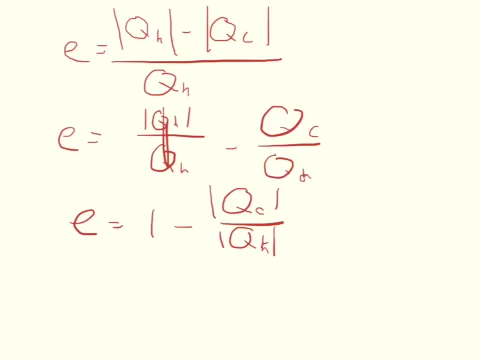 e = |Qh| - |Qc| / Qh
e = |Qh| / Qh - Qc / Qh
e = 1 - |Qc| / |Qh|